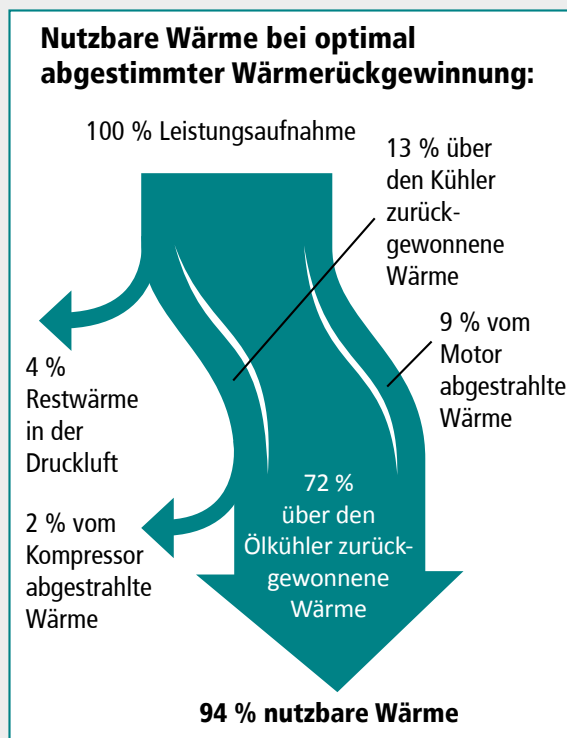 Nutzbare Wärme bei optimal
abgestimmter Wärmerückgewinnung:
100 % Leistungsaufnahme
13 % über
den Kühler
zurück-
gewonnene
Wärme
9 % vom
Motor
abgestrahlte
Wärme
4 %
Restwärme
in der
Druckluft
72 %
über den
Ölkühler zurück-
gewonnene
Wärme
2 % vom
Kompressor
abgestrahlte
Wärme
94 % nutzbare Wärme